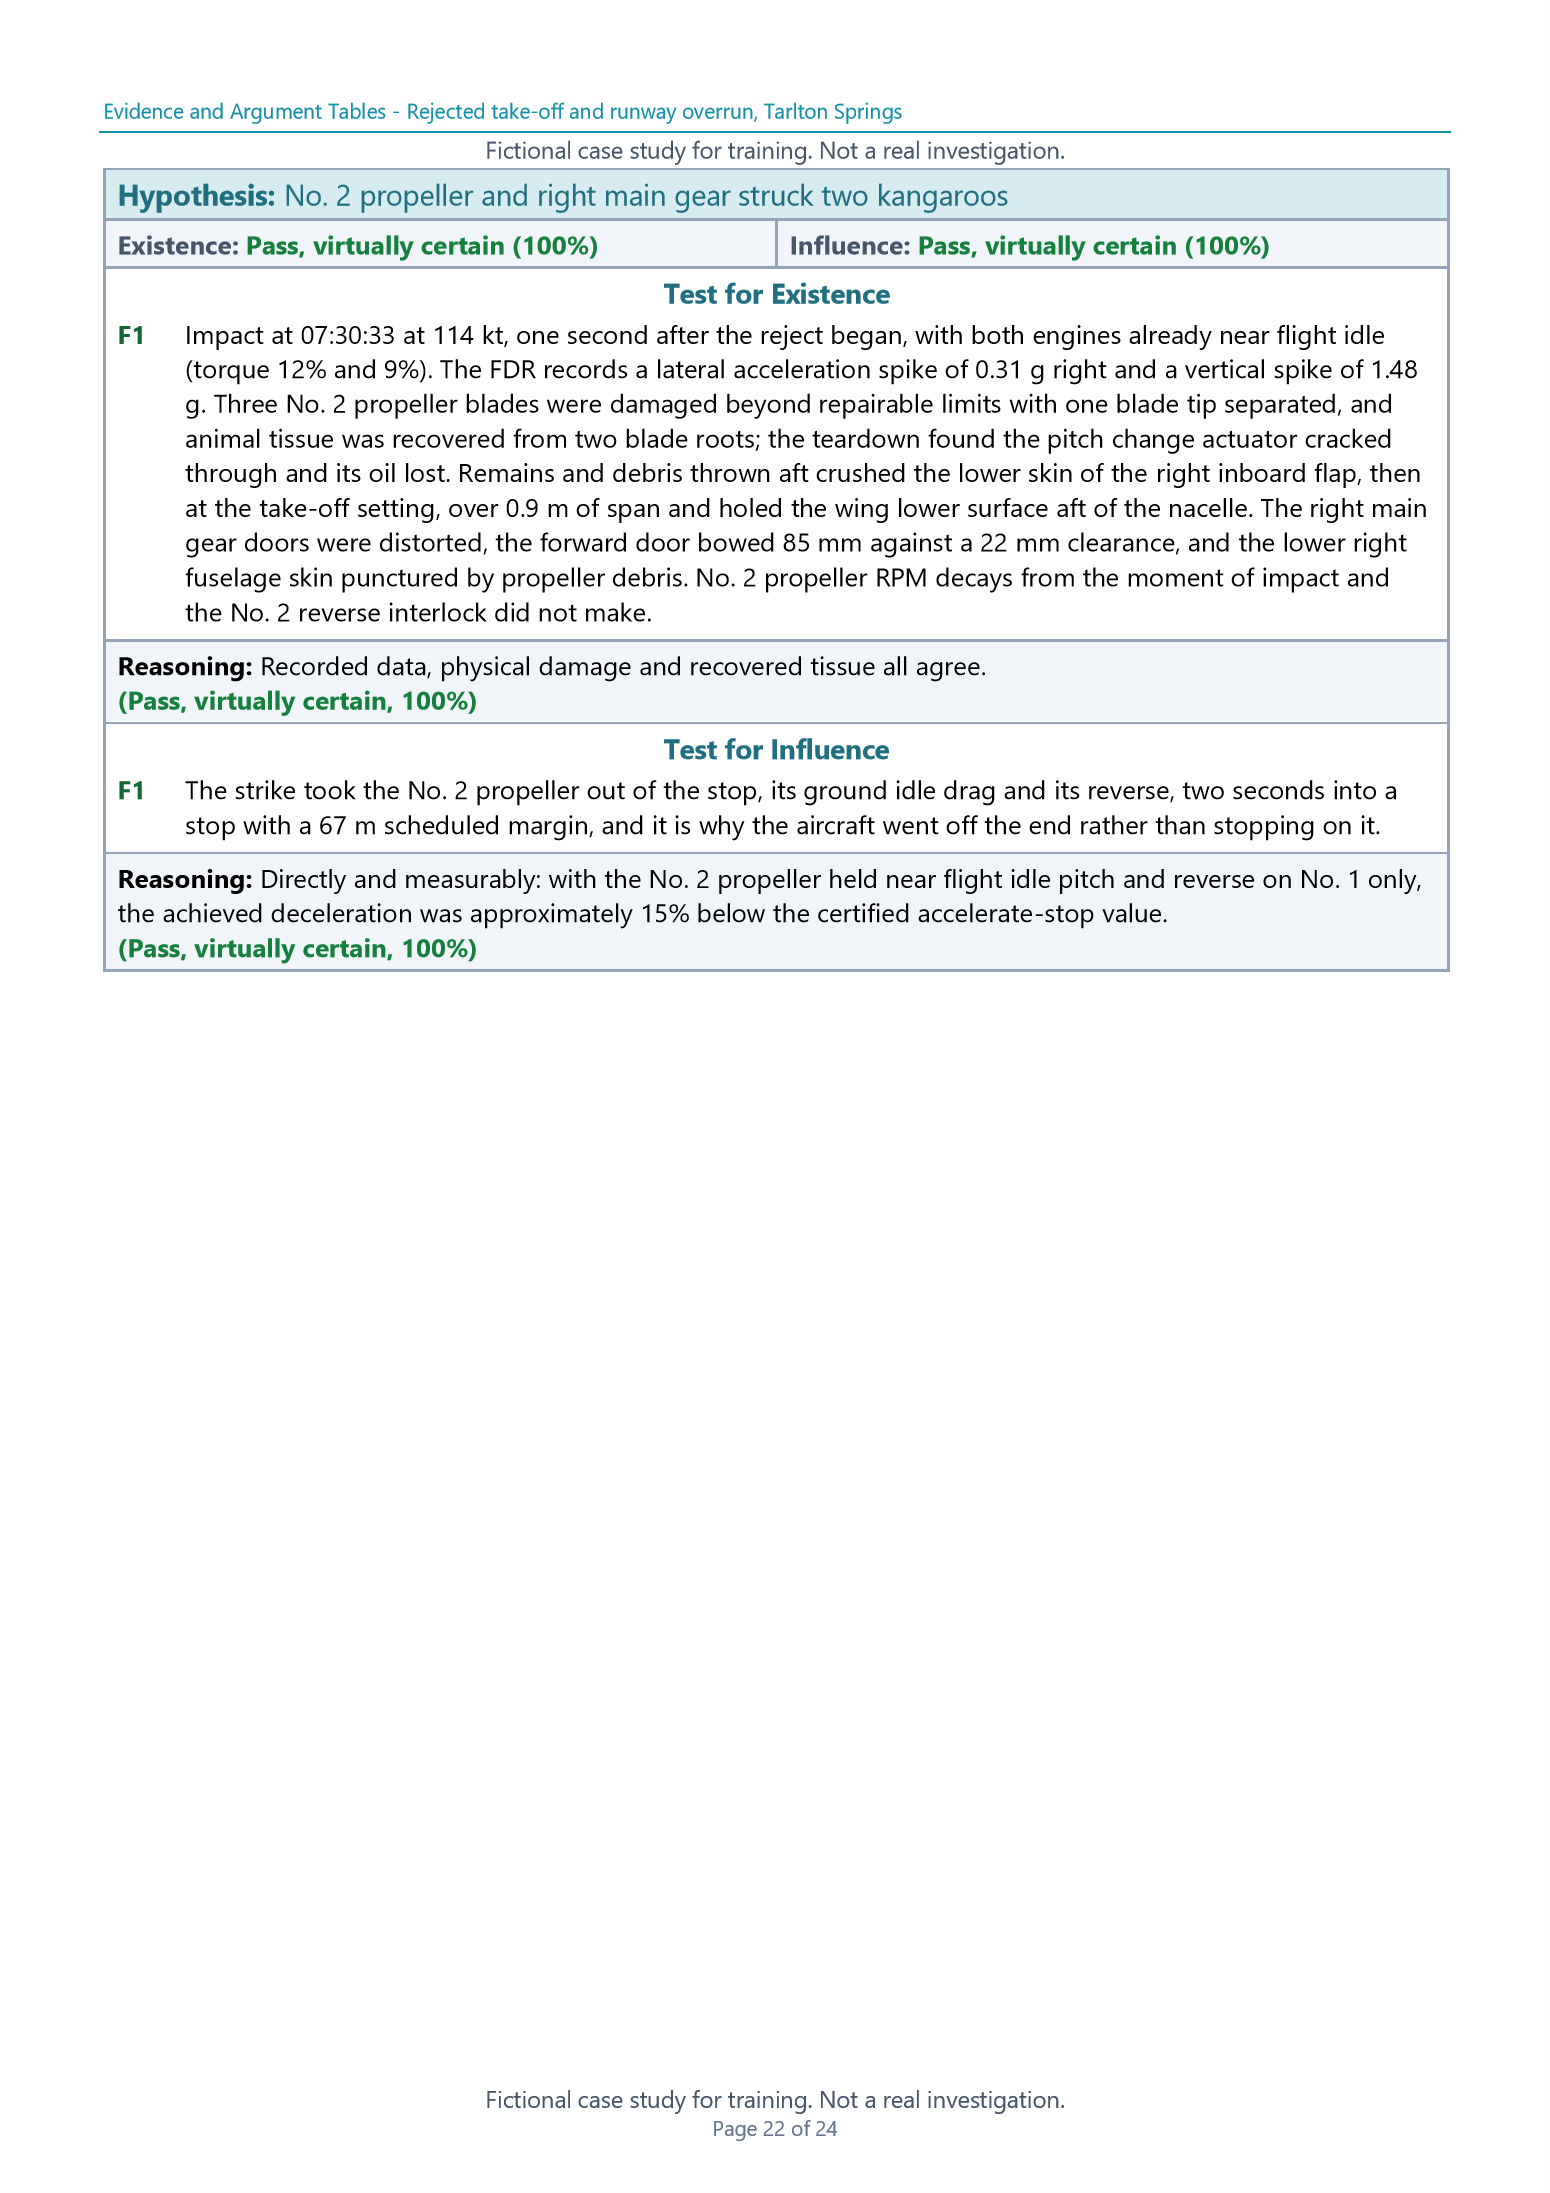 Evidence and Argument Tables - Rejected take-off and runway overrun, Tarlton Springs
Fictional case study for training. Not a real investigation.
Hypothesis: No. 2 propeller and right main gear struck two kangaroos
Existence: Pass, virtually certain (100%)
Influence: Pass, virtually certain (100%)
Test for Existence
F1 Impact at 07:30:33 at 114 kt, one second after the reject began, with both engines already near flight idle
(torque 12% and 9%). The FDR records a lateral acceleration spike of 0.31 g right and a vertical spike of 1.48
g. Three No. 2 propeller blades were damaged beyond repairable limits with one blade tip separated, and
animal tissue was recovered from two blade roots; the teardown found the pitch change actuator cracked
through and its oil lost. Remains and debris thrown aft crushed the lower skin of the right inboard flap, then
at the take-off setting, over 0.9 m of span and holed the wing lower surface aft of the nacelle. The right main
gear doors were distorted, the forward door bowed 85 mm against a 22 mm clearance, and the lower right
fuselage skin punctured by propeller debris. No. 2 propeller RPM decays from the moment of impact and
the No. 2 reverse interlock did not make.
Reasoning: Recorded data, physical damage and recovered tissue all agree.
(Pass, virtually certain, 100%)
Test for Influence
F1 The strike took the No. 2 propeller out of the stop, its ground idle drag and its reverse, two seconds into a
stop with a 67 m scheduled margin, and it is why the aircraft went off the end rather than stopping on it.
Reasoning: Directly and measurably: with the No. 2 propeller held near flight idle pitch and reverse on No. 1 only,
the achieved deceleration was approximately 15% below the certified accelerate-stop value.
(Pass, virtually certain, 100%)
Fictional case study for training. Not a real investigation.
Page 22 of 24